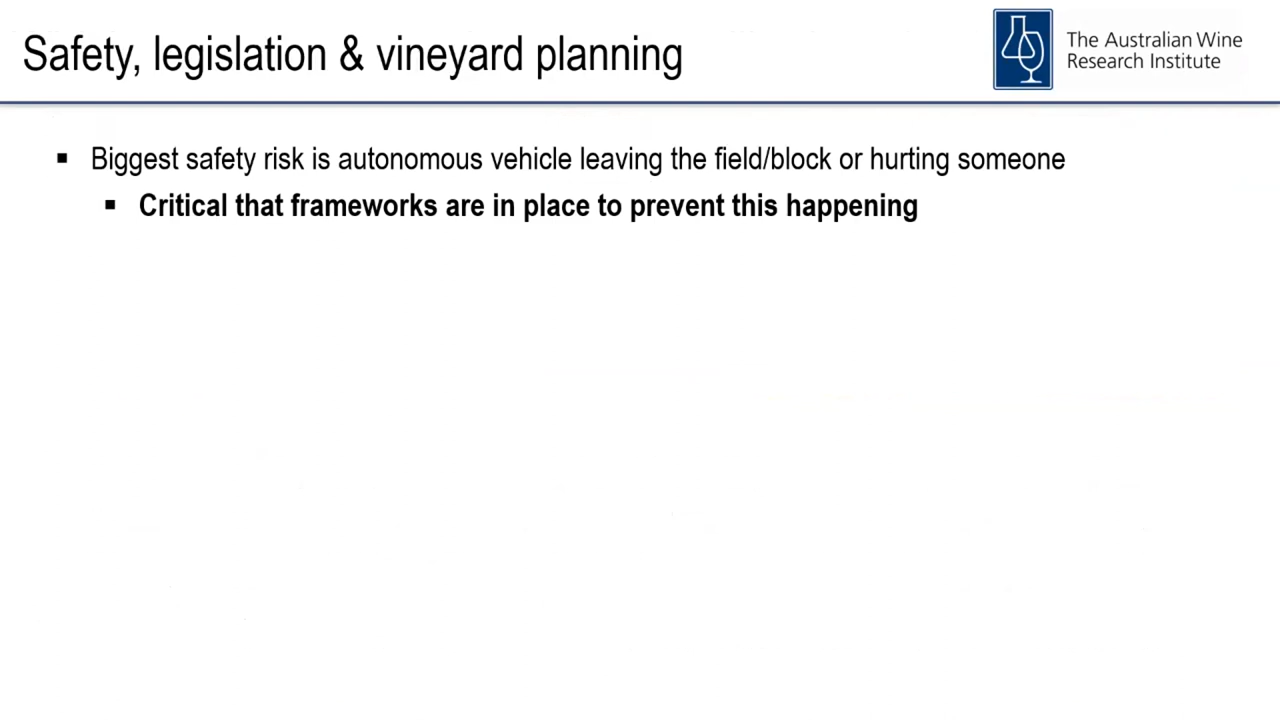 Safety, legislation & vineyard planning
The Australian Wine
Research Institute
▪ Biggest safety risk is autonomous vehicle leaving the field/block or hurting someone
▪ Critical that frameworks are in place to prevent this happening